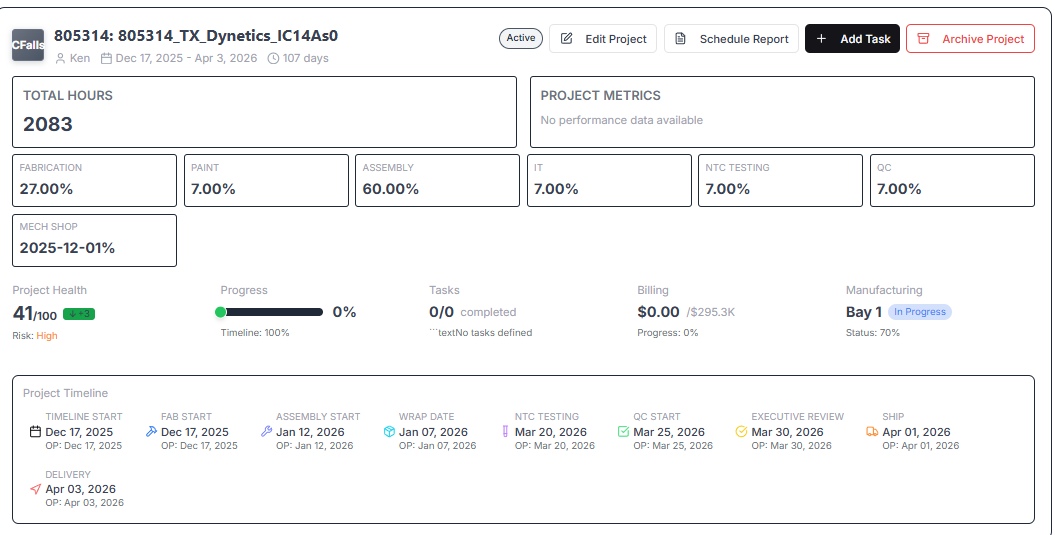 CFalls
805314: 805314_TX_Dynetics_IC14As0
Ken Dec 17, 2025 - Apr 3, 2026 107 days
Active Edit Project Schedule Report + Add Task Archive Project
TOTAL HOURS
2083
PROJECT METRICS
No performance data available
FABRICATION
27.00%
PAINT
7.00%
ASSEMBLY
60.00%
IT
7.00%
NTC TESTING
7.00%
QC
7.00%
MECH SHOP
2025-12-01%
Project Health
41/100 ↓+3
Risk: High
Progress
0%
Timeline: 100%
Tasks
0/0 completed
```textNo tasks defined
Billing
$0.00 /$295.3K
Progress: 0%
Manufacturing
Bay 1 In Progress
Status: 70%
Project Timeline
TIMELINE START
Dec 17, 2025
OP: Dec 17, 2025
FAB START
Dec 17, 2025
OP: Dec 17, 2025
ASSEMBLY START
Jan 12, 2026
OP: Jan 12, 2026
WRAP DATE
Jan 07, 2026
OP: Jan 07, 2026
NTC TESTING
Mar 20, 2026
OP: Mar 20, 2026
QC START
Mar 25, 2026
OP: Mar 25, 2026
EXECUTIVE REVIEW
Mar 30, 2026
OP: Mar 30, 2026
SHIP
Apr 01, 2026
OP: Apr 01, 2026
DELIVERY
Apr 03, 2026
OP: Apr 03, 2026